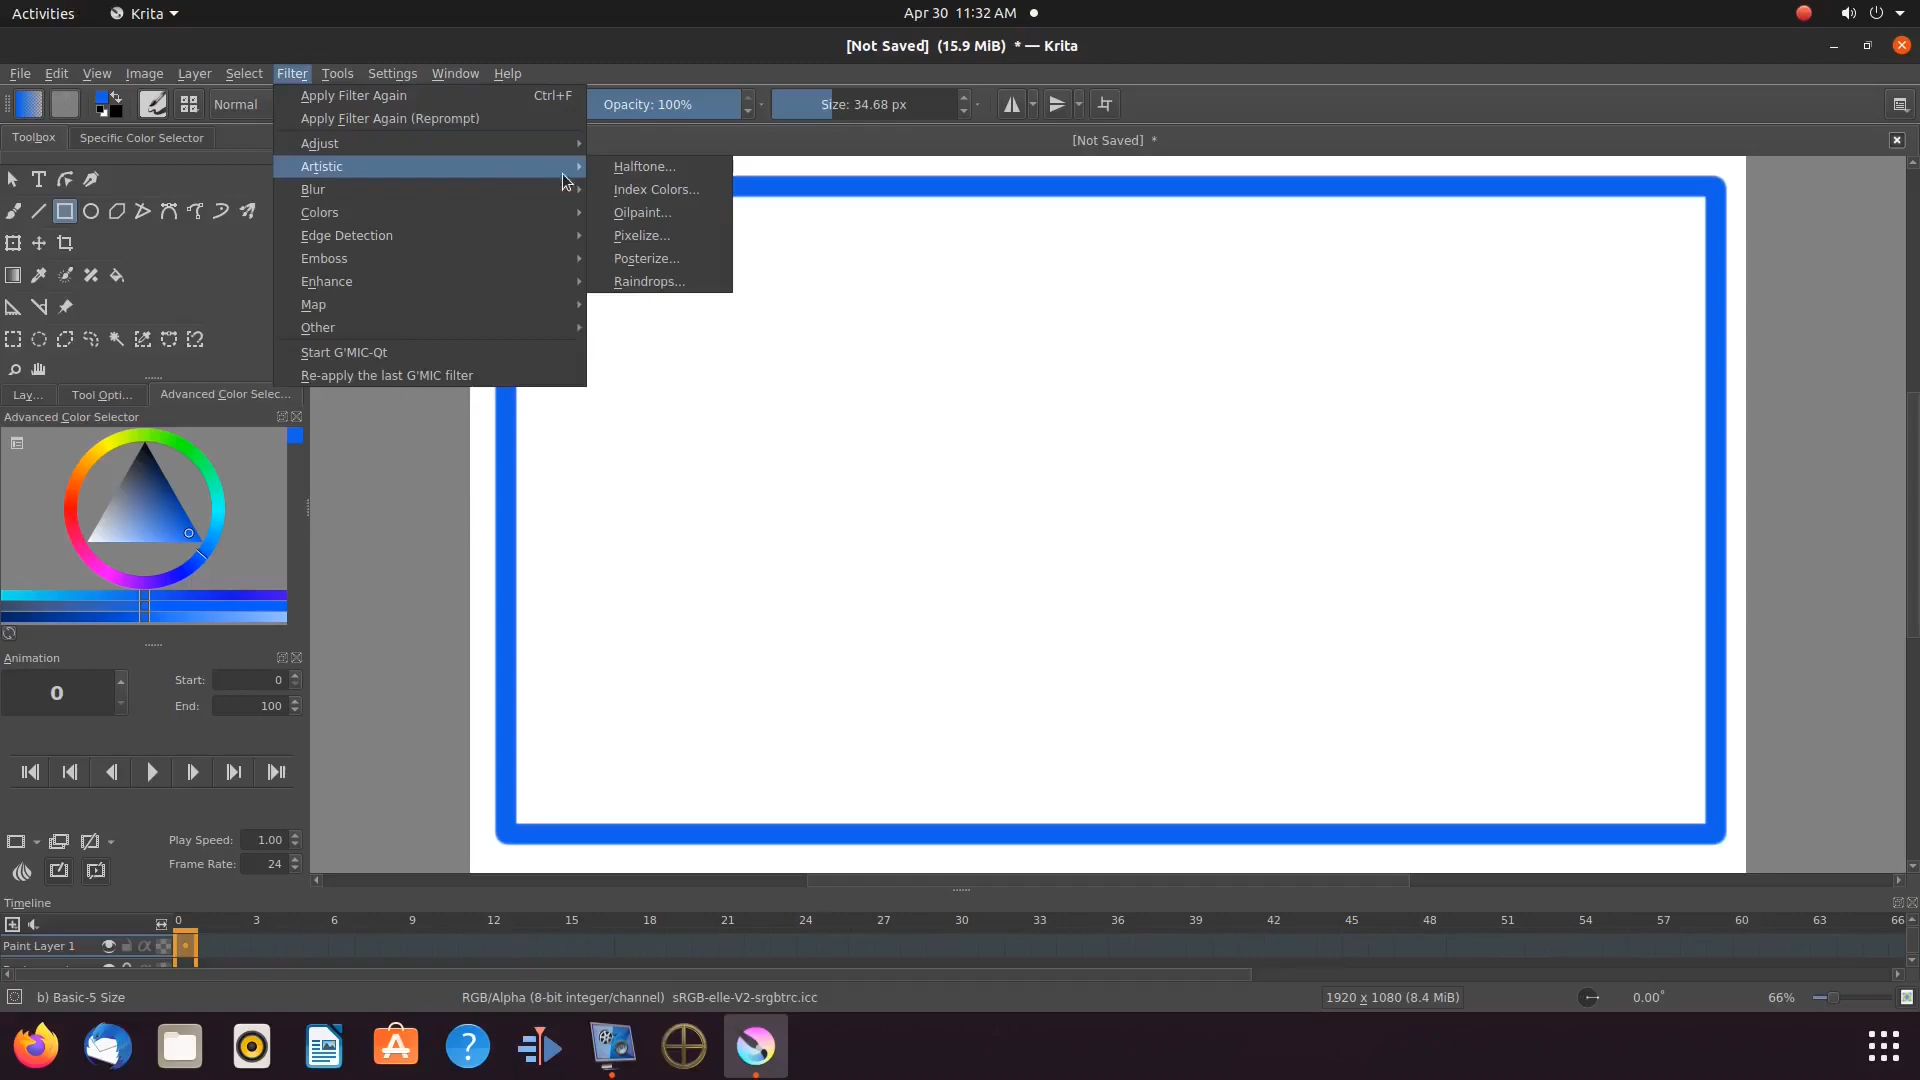 Activities
Krita
Apr 30 11:32 AM
[Not Saved] (15.9 MiB) * — Krita
File Edit View Image Layer Select Filter Tools Settings Window Help
Normal
Opacity: 100%
Size: 34.68 px
Toolbox
Specific Color Selector
[Not Saved] *
Apply Filter Again Ctrl+F
Apply Filter Again (Reprompt)
Adjust
Artistic
Blur
Colors
Edge Detection
Emboss
Enhance
Map
Other
Start G'MIC-Qt
Re-apply the last G'MIC filter
Halftone...
Index Colors...
Oilpaint...
Pixelize...
Posterize...
Raindrops...
Lay...
Tool Opti...
Advanced Color Selec...
Advanced Color Selector
Animation
0
Start: 0
End: 100
Play Speed: 1.00
Frame Rate: 24
Timeline
0 3 6 9 12 15 18 21 24 27 30 33 36 39 42 45 48 51 54 57 60 63 66
Paint Layer 1
b) Basic-5 Size
RGB/Alpha (8-bit integer/channel) sRGB-elle-V2-srgbtrc.icc
1920 x 1080 (8.4 MiB)
0.00°
66%